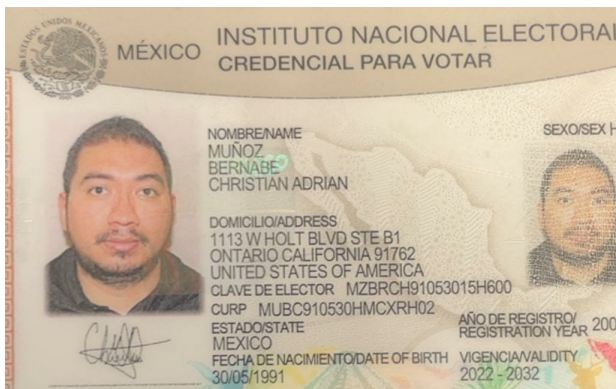 ESTADOS UNIDOS MEXICANOS
MÉXICO INSTITUTO NACIONAL ELECTORAL
CREDENCIAL PARA VOTAR
NOMBRE/NAME
SEXO/SEX H
MUÑOZ
BERNABE
CHRISTIAN ADRIAN
DOMICILIO/ADDRESS
1113 W HOLT BLVD STE B1
ONTARIO CALIFORNIA 91762
UNITED STATES OF AMERICA
CLAVE DE ELECTOR MZBRCH91053015H600
CURP MUBC910530HMCXRH02
ESTADO/STATE
MEXICO
AÑO DE REGISTRO/
REGISTRATION YEAR 200
FECHA DE NACIMIENTO/DATE OF BIRTH
30/05/1991
VIGENCIA/VALIDITY
2022 - 2032